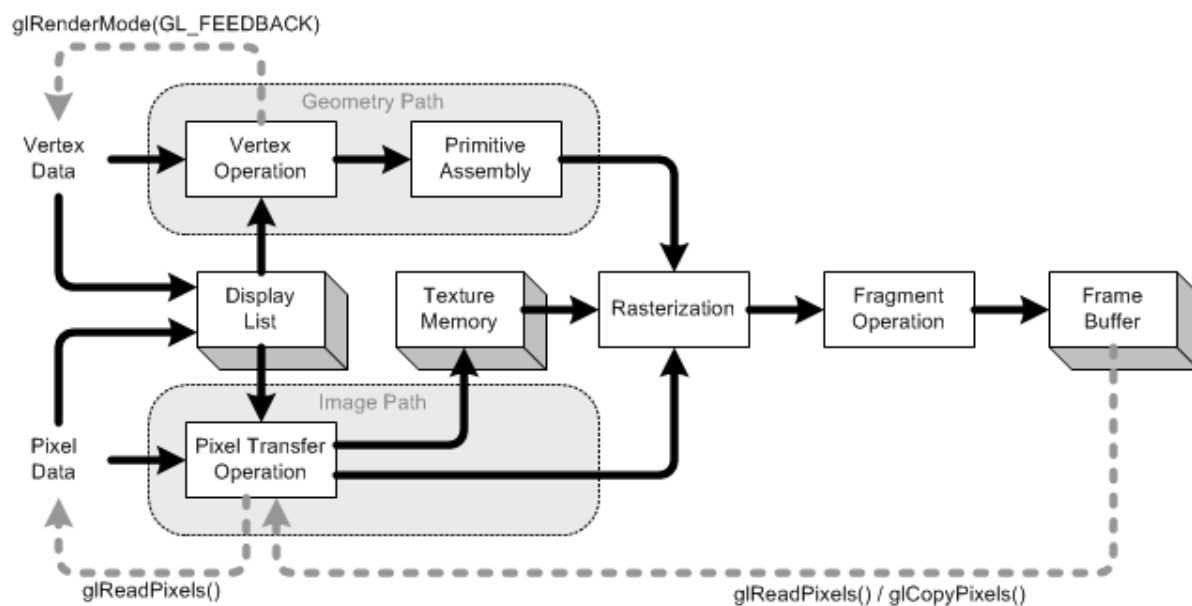 glRenderMode(GL_FEEDBACK)
Geometry Path
Vertex
Data
Vertex
Operation
Primitive
Assembly
Display
List
Texture
Memory
Rasterization
Fragment
Operation
Frame
Buffer
Image Path
Pixel
Data
Pixel Transfer
Operation
glReadPixels()
glReadPixels() / glCopyPixels()